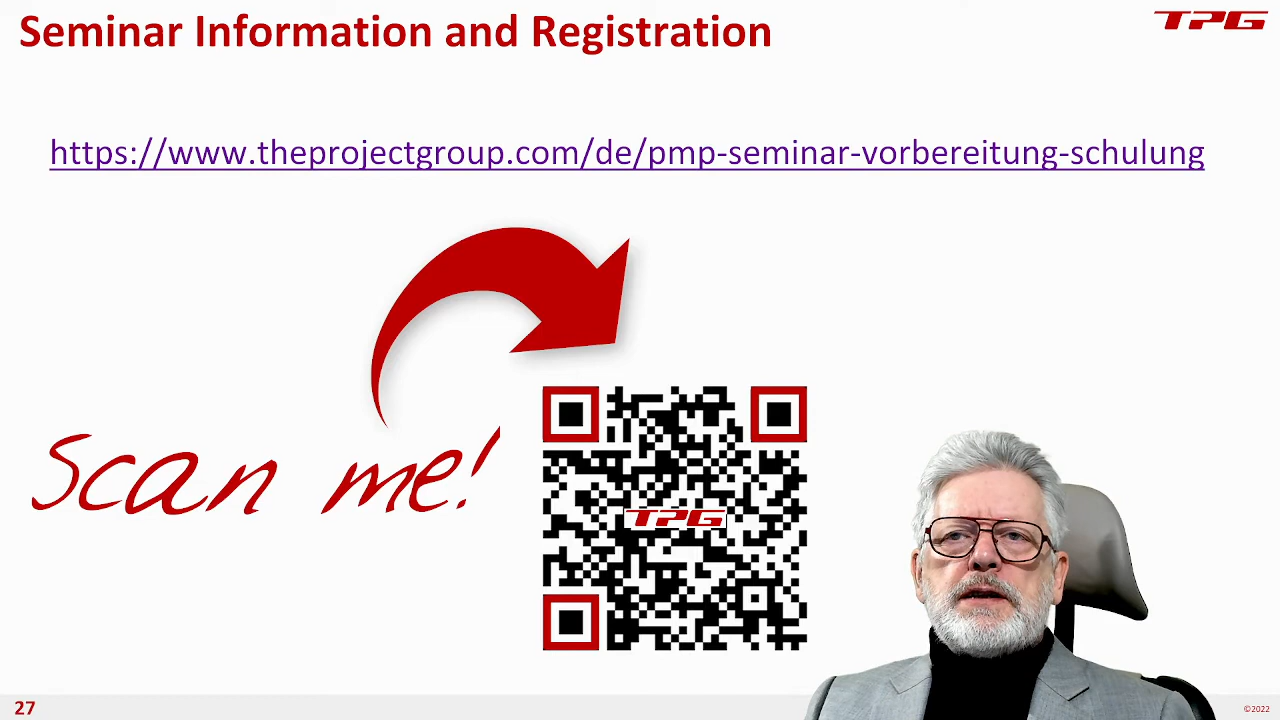 Seminar Information and Registration
TPG
https://www.theprojectgroup.com/de/pmp-seminar-vorbereitung-schulung
Scan me!
TPG
27
©2022